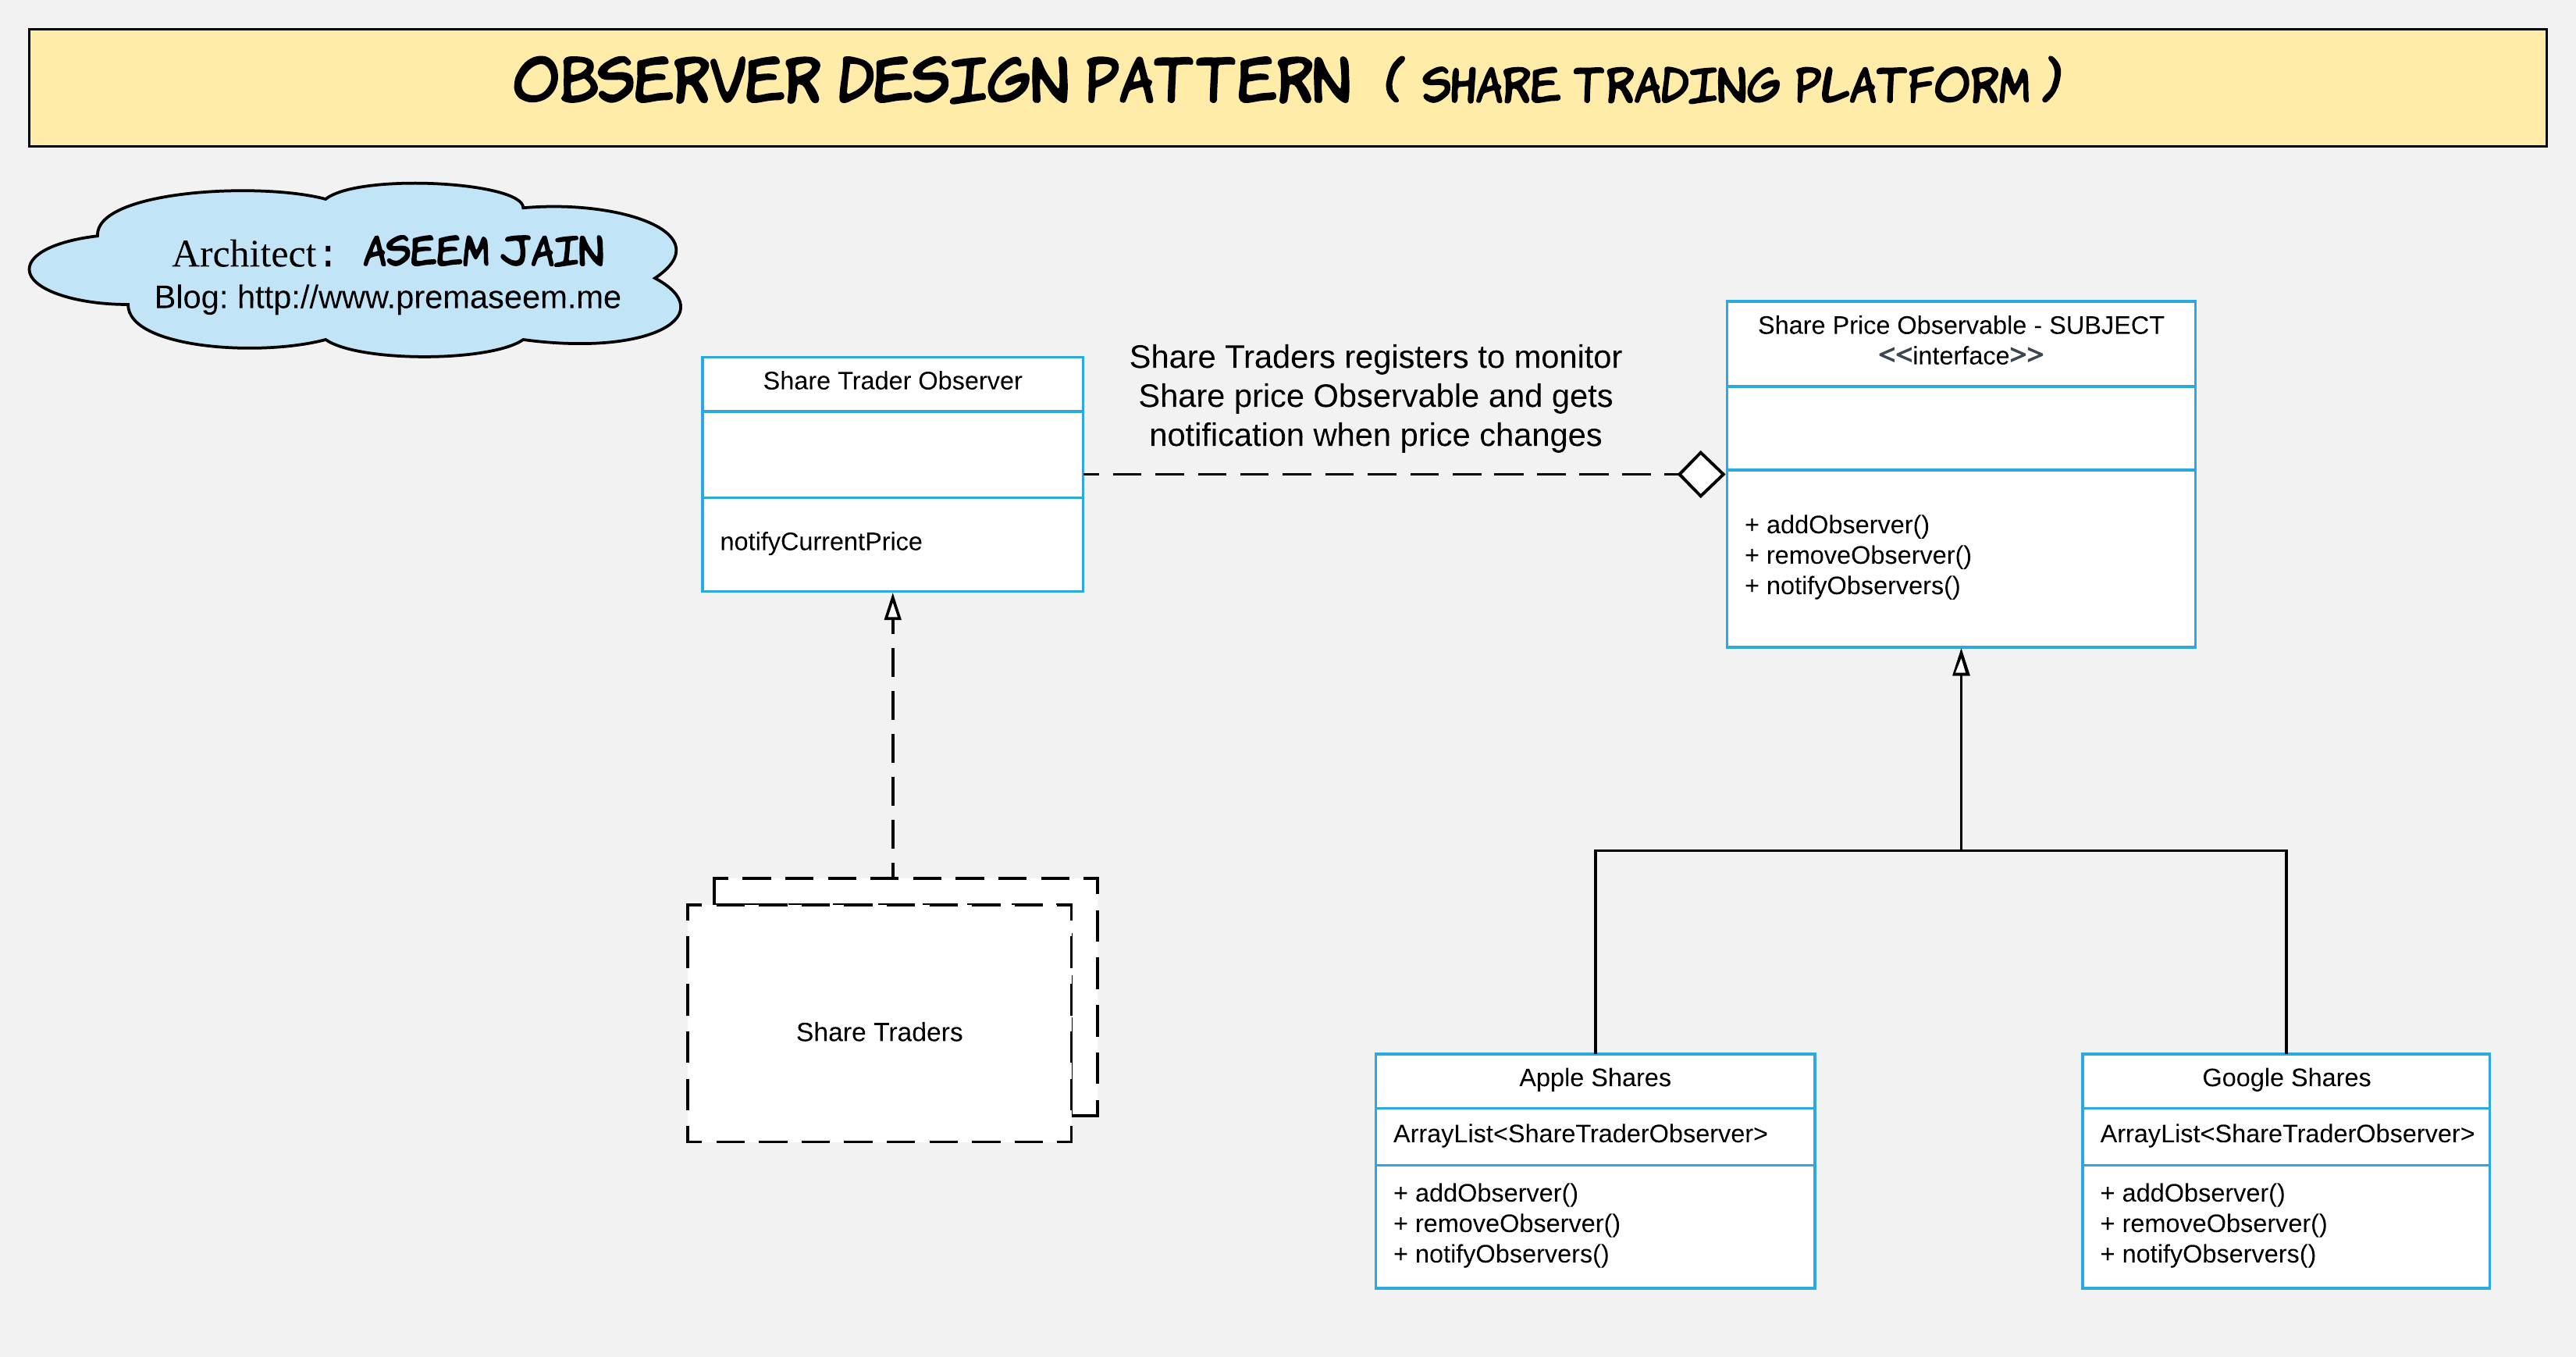 OBSERVER DESIGN PATTERN ( SHARE TRADING PLATFORM )
Architect: ASEEM JAIN
Blog: http://www.premaseem.me
Share Trader Observer
notifyCurrentPrice
Share Traders registers to monitor
Share price Observable and gets
notification when price changes
Share Price Observable - SUBJECT
<<interface>>
+ addObserver()
+ removeObserver()
+ notifyObservers()
Share Traders
Apple Shares
ArrayList<ShareTraderObserver>
+ addObserver()
+ removeObserver()
+ notifyObservers()
Google Shares
ArrayList<ShareTraderObserver>
+ addObserver()
+ removeObserver()
+ notifyObservers()